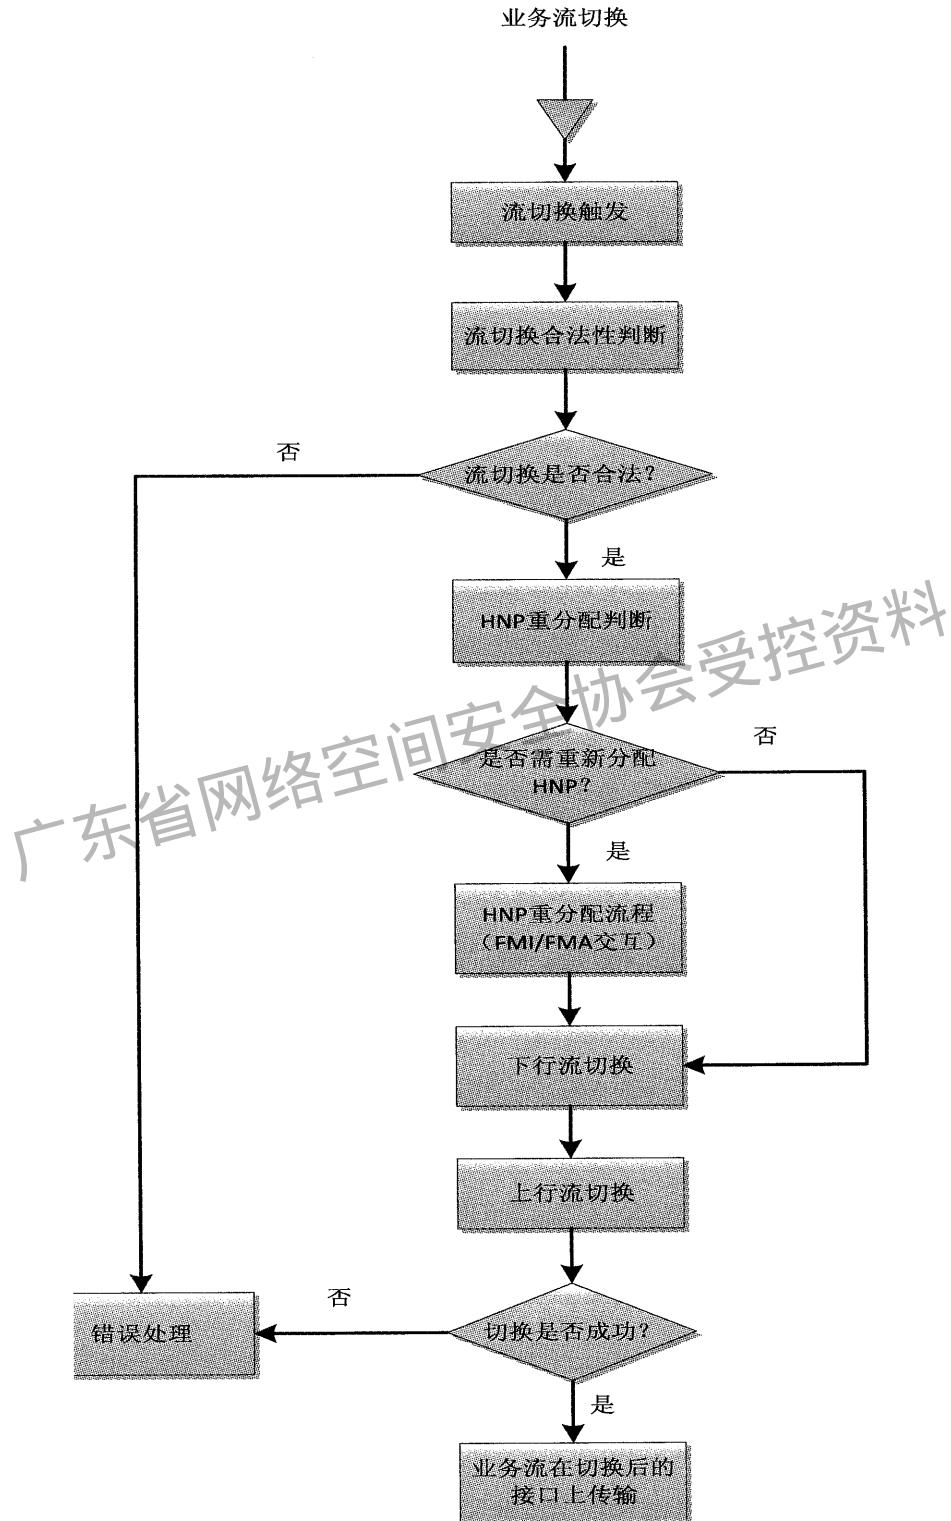 业务流切换
流切换触发
流切换合法性判断
否
流切换是否合法？
是
HNP重分配判断
否
是否需重新分配
HNP？
是
HNP重分配流程
（FMI/FMA交互）
下行流切换
上行流切换
否
错误处理
切换是否成功？
是
业务流在切换后的
接口上传输
广东省网络空间安全协会受控资料